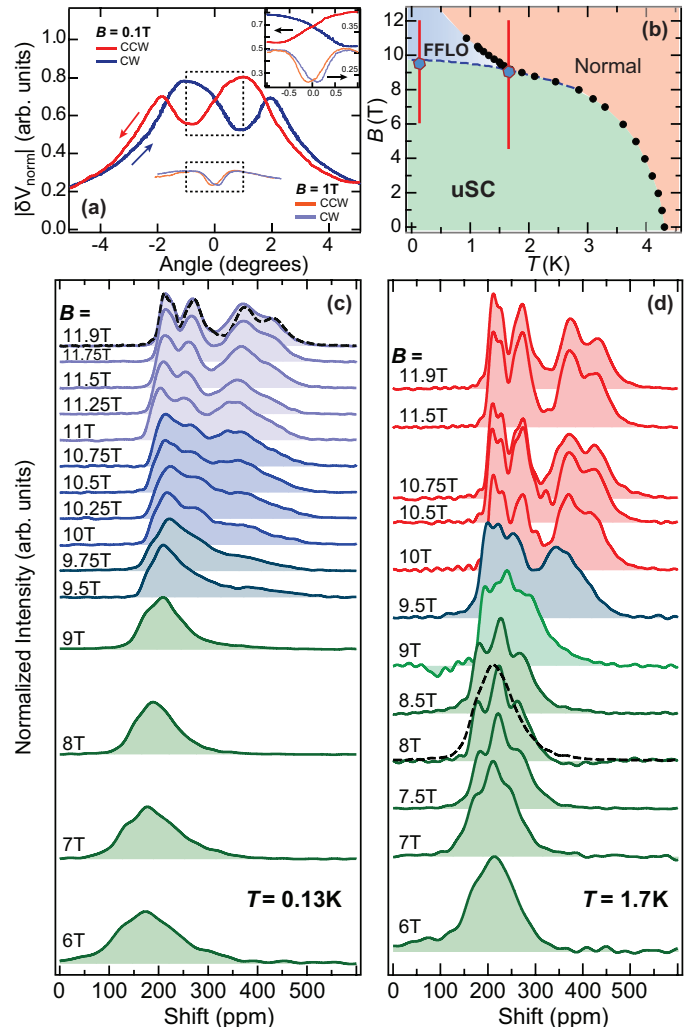 B = 0.1T
CCW
CW
0.7
0.5
0.3
0.35
0.25
-0.8
0.0
0.8
|δV_norm| (arb. units)
1.0
0.8
0.6
0.4
0.2
0.0
(a)
B = 1T
CCW
CW
-4
-2
0
2
4
Angle (degrees)
(b)
FFLO
Normal
uSC
B (T)
12
10
8
6
4
2
0
0
1
2
3
4
T (K)
Normalized Intensity (arb. units)
(c)
B =
11.9T
11.75T
11.5T
11.25T
11T
10.75T
10.5T
10.25T
10T
9.75T
9.5T
9T
8T
7T
6T
T = 0.13K
0 100 200 300 400 500
Shift (ppm)
(d)
B =
11.9T
11.5T
10.75T
10.5T
10T
9.5T
9T
8.5T
8T
7.5T
7T
6T
T = 1.7K
0 100 200 300 400 500
Shift (ppm)